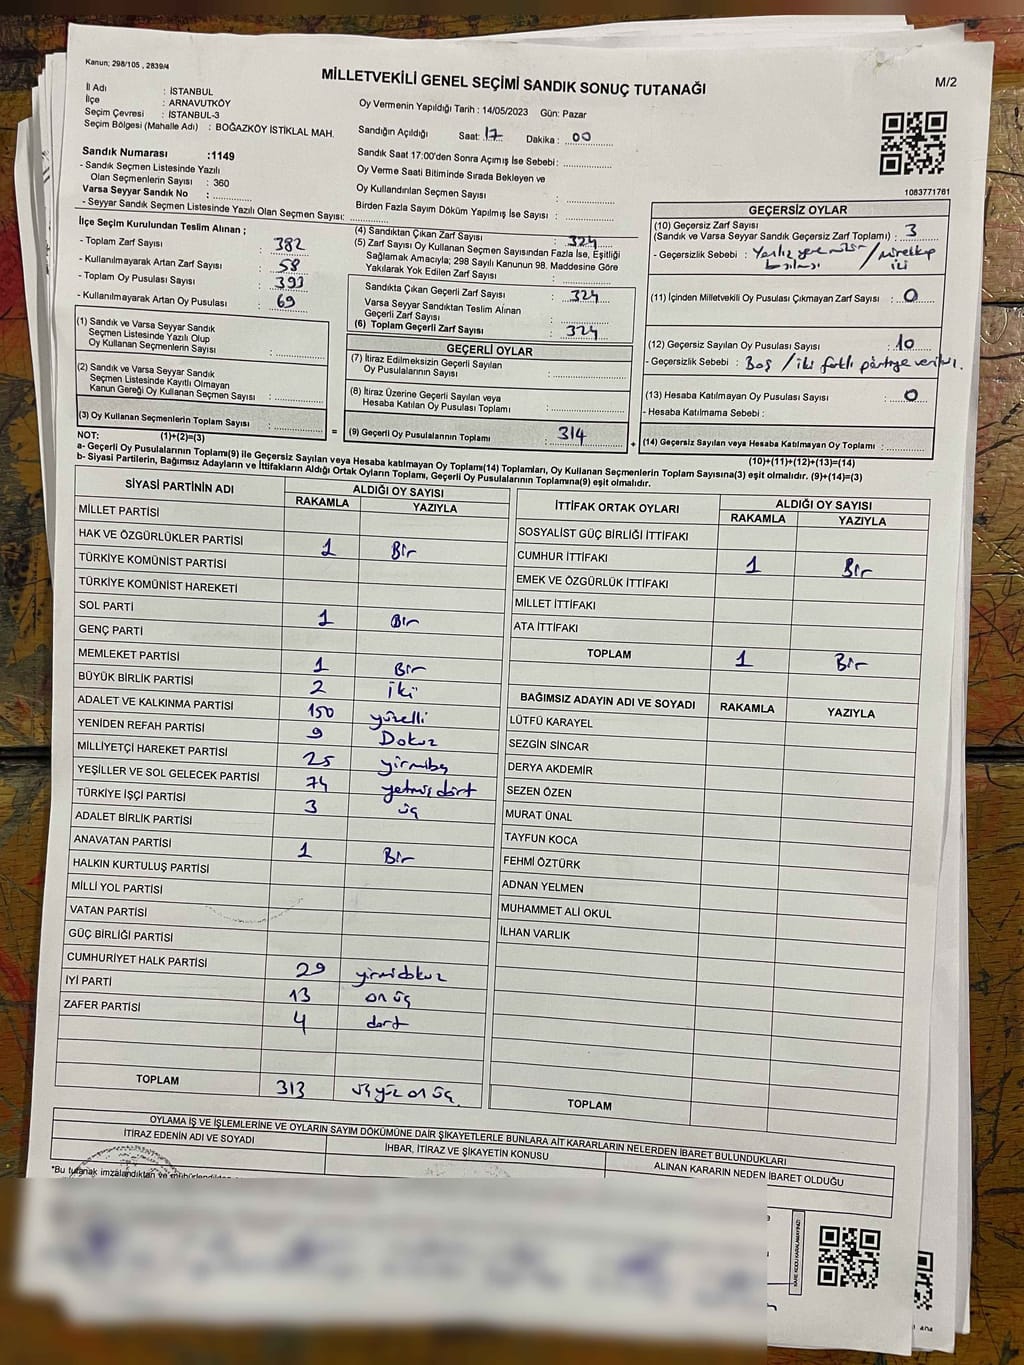 Kanun; 298/105 , 2839/4
MİLLETVEKİLİ GENEL SEÇİMİ SANDIK SONUÇ TUTANAĞI
M/2
İl Adı : İSTANBUL
İlçe : ARNAVUTKÖY
Seçim Çevresi : İSTANBUL-3
Seçim Bölgesi (Mahalle Adı) : BOĞAZKÖY İSTİKLAL MAH.
Oy Vermenin Yapıldığı Tarih : 14/05/2023 Gün: Pazar
Sandığın Açıldığı Saat: 17 Dakika : 00
Sandık Saat 17:00'den Sonra Açımış İse Sebebi:
Oy Verme Saati Bitiminde Sırada Bekleyen ve
Oy Kullandırılan Seçmen Sayısı :
Birden Fazla Sayım Döküm Yapılmış İse Sayısı :
Sandık Numarası :1149
- Sandık Seçmen Listesinde Yazılı
Olan Seçmenlerin Sayısı : 360
Varsa Seyyar Sandık No :
- Seyyar Sandık Seçmen Listesinde Yazılı Olan Seçmen Sayısı:
1083771761
İlçe Seçim Kurulundan Teslim Alınan ;
- Toplam Zarf Sayısı : 382
- Kullanılmayarak Artan Zarf Sayısı : 58
- Toplam Oy Pusulası Sayısı : 393
- Kullanılmayarak Artan Oy Pusulası : 69
(1) Sandık ve Varsa Seyyar Sandık
Seçmen Listesinde Yazılı Olup
Oy Kullanan Seçmenlerin Sayısı :
(2) Sandık ve Varsa Seyyar Sandık
Seçmen Listesinde Kayıtlı Olmayan
Kanun Gereği Oy Kullanan Seçmen Sayısı :
(3) Oy Kullanan Seçmenlerin Toplam Sayısı :
(1)+(2)=(3)
(4) Sandıktan Çıkan Zarf Sayısı : 324
(5) Zarf Sayısı Oy Kullanan Seçmen Sayısından Fazla İse, Eşitliği
Sağlamak Amacıyla; 298 Sayılı Kanunun 98. Maddesine Göre
Yakılarak Yok Edilen Zarf Sayısı :
Sandıkta Çıkan Geçerli Zarf Sayısı : 324
Varsa Seyyar Sandıktan Teslim Alınan
Geçerli Zarf Sayısı :
(6) Toplam Geçerli Zarf Sayısı : 324
GEÇERLİ OYLAR
(7) İtiraz Edilmeksizin Geçerli Sayılan
Oy Pusulalarının Sayısı :
(8) İtiraz Üzerine Geçerli Sayılan veya
Hesaba Katılan Oy Pusulası Toplamı :
= (9) Geçerli Oy Pusulalarının Toplamı : 314 +
GEÇERSİZ OYLAR
(10) Geçersiz Zarf Sayısı
(Sandık ve Varsa Seyyar Sandık Geçersiz Zarf Toplamı) : 3
- Geçersizlik Sebebi : Yanlış yere mühür / mürekkep
basılması izi
(11) İçinden Milletvekili Oy Pusulası Çıkmayan Zarf Sayısı : 0
(12) Geçersiz Sayılan Oy Pusulası Sayısı : 10
- Geçersizlik Sebebi : Boş / iki farklı partiye verilmiş.
(13) Hesaba Katılmayan Oy Pusulası Sayısı : 0
- Hesaba Katılmama Sebebi :
(14) Geçersiz Sayılan veya Hesaba Katılmayan Oy Toplamı :
(10)+(11)+(12)+(13)=(14)
NOT:
a- Geçerli Oy Pusulalarının Toplamı(9) ile Geçersiz Sayılan veya Hesaba katılmayan Oy Toplamı(14) Toplamları, Oy Kullanan Seçmenlerin Toplam Sayısına(3) eşit olmalıdır. (9)+(14)=(3)
b- Siyasi Partilerin, Bağımsız Adayların ve İttifakların Aldığı Ortak Oyların Toplamı, Geçerli Oy Pusulalarının Toplamına(9) eşit olmalıdır.
SİYASİ PARTİNİN ADI ALDIĞI OY SAYISI
RAKAMLA YAZIYLA
MİLLET PARTİSİ
HAK VE ÖZGÜRLÜKLER PARTİSİ 1 Bir
TÜRKİYE KOMÜNİST PARTİSİ
TÜRKİYE KOMÜNİST HAREKETİ
SOL PARTİ 1 Bir
GENÇ PARTİ
MEMLEKET PARTİSİ 1 Bir
BÜYÜK BİRLİK PARTİSİ 2 iki
ADALET VE KALKINMA PARTİSİ 150 yüzelli
YENİDEN REFAH PARTİSİ 9 Dokuz
MİLLİYETÇİ HAREKET PARTİSİ 25 yirmibeş
YEŞİLLER VE SOL GELECEK PARTİSİ 74 yetmiş dört
TÜRKİYE İŞÇİ PARTİSİ 3 üç
ADALET BİRLİK PARTİSİ
ANAVATAN PARTİSİ 1 Bir
HALKIN KURTULUŞ PARTİSİ
MİLLİ YOL PARTİSİ
VATAN PARTİSİ
GÜÇ BİRLİĞİ PARTİSİ
CUMHURİYET HALK PARTİSİ 29 yirmidokuz
İYİ PARTİ 13 on üç
ZAFER PARTİSİ 4 dört
TOPLAM 313 üç yüz on üç
İTTİFAK ORTAK OYLARI ALDIĞI OY SAYISI
RAKAMLA YAZIYLA
SOSYALİST GÜÇ BİRLİĞİ İTTİFAKI
CUMHUR İTTİFAKI 1 Bir
EMEK VE ÖZGÜRLÜK İTTİFAKI
MİLLET İTTİFAKI
ATA İTTİFAKI
TOPLAM 1 Bir
BAĞIMSIZ ADAYIN ADI VE SOYADI RAKAMLA YAZIYLA
LÜTFÜ KARAYEL
SEZGİN SİNCAR
DERYA AKDEMİR
SEZEN ÖZEN
MURAT ÜNAL
TAYFUN KOCA
FEHMİ ÖZTÜRK
ADNAN YELMEN
MUHAMMET ALİ OKUL
İLHAN VARLIK
TOPLAM
OYLAMA İŞ VE İŞLEMLERİNE VE OYLARIN SAYIM DÖKÜMÜNE DAİR ŞİKAYETLERLE BUNLARA AİT KARARLARIN NELERDEN İBARET BULUNDUKLARI
İTİRAZ EDENİN ADI VE SOYADI İHBAR, İTİRAZ VE ŞİKAYETİN KONUSU ALINAN KARARIN NEDEN İBARET OLDUĞU
*Bu tutanak imzalandıktan ve mühürlendikten